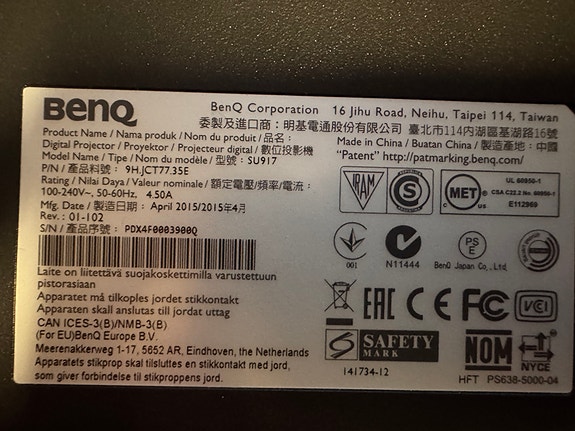 BenQ
BenQ Corporation 16 Jihu Road, Neihu, Taipei 114, Taiwan
委製及進口商：明基電通股份有限公司 臺北市114內湖區基湖路16號
Product Name / Nama produk / Nom du produit / 品名：
Digital Projector / Proyektor / Projecteur digital / 數位投影機
Made in China / Buatan China / 製造產地：中國
Model Name / Tipe / Nom du modèle / 型號：SU917
"Patent" http://patmarking.benq.com/
P/N / 產品料號： 9H.JCT77.35E
Rating / Nilai Daya / Valeur nominale / 額定電壓/頻率/電流：
100-240V~, 50-60Hz, 4.50A
Mfg. Date / 製造日期： April 2015/2015年4月
Rev.: 01-102
S/N / 產品序號： PDX4F0003900Q
TRAM
S
MET
c us
UL 60950-1
CSA C22.2 No. 60950-1
E112969
001
N11444
PS
E
BenQ Japan Co., Ltd.
Laite on liitettävä suojakoskettimilla varustettuun
pistorasiaan
Apparatet må tilkoples jordet stikkontakt
Apparaten skall anslutas till jordat uttag
CAN ICES-3(B)/NMB-3(B)
(For EU)BenQ Europe B.V.
Meerenakkerweg 1-17, 5652 AR, Eindhoven, the Netherlands
Apparatets stikprop skal tilsluttes en stikkontakt med jord,
som giver forbindelse til stikproppens jord.
EAC CE FC VCI
S SAFETY
MARK
141734-12
NOM
NYCE
HFT PS638-5000-04